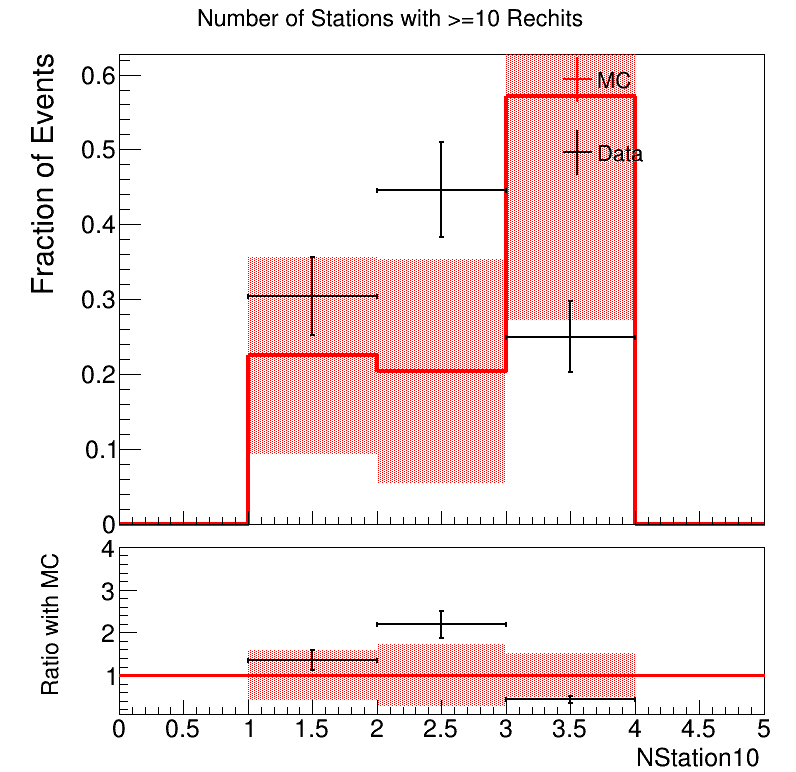 Number of Stations with >=10 Rechits
Fraction of Events
0.6
0.5
0.4
0.3
0.2
0.1
0
MC
Data
Ratio with MC
4
3
2
1
0 0.5 1 1.5 2 2.5 3 3.5 4 4.5 5
NStation10